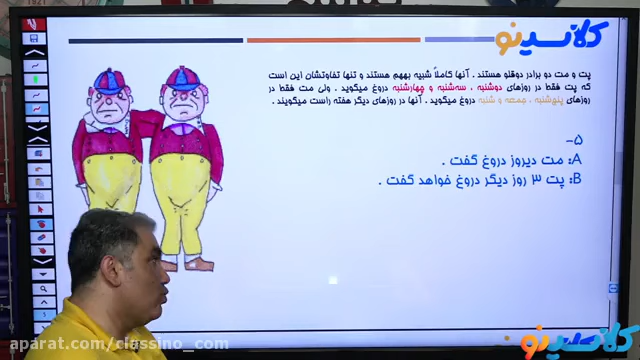 کلاسینو
پت و مت دو برادر دوقلو هستند . آنها کاملاً شبیه بههم هستند و تنها تفاوتشان این است
که پت فقط در روزهای دوشنبه ، سهشنبه و چهارشنبه دروغ میگوید . ولی مت فقط در
روزهای پنجشنبه ، جمعه و شنبه دروغ میگوید . آنها در روزهای دیگر هفته راست میگویند .
۵-
A: مت دیروز دروغ گفت .
B: پت ۳ روز دیگر دروغ خواهد گفت .
aparat.com/classino_com
کلاسینو